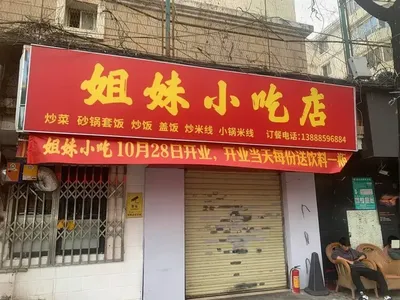 姐妹小吃店
炒菜 砂锅套饭 炒饭 盖饭 炒米线 小锅米线 订餐电话:13888596884
姐妹小吃10月28日开业，开业当天每份送饮料一瓶